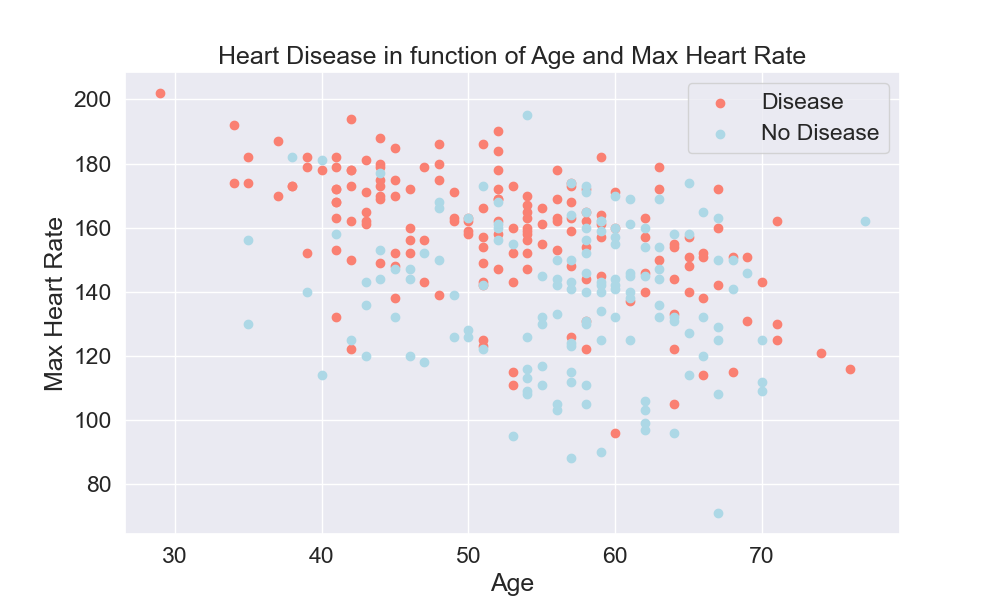 Heart Disease in function of Age and Max Heart Rate
Disease
No Disease
Max Heart Rate
200
180
160
140
120
100
80
30 40 50 60 70
Age